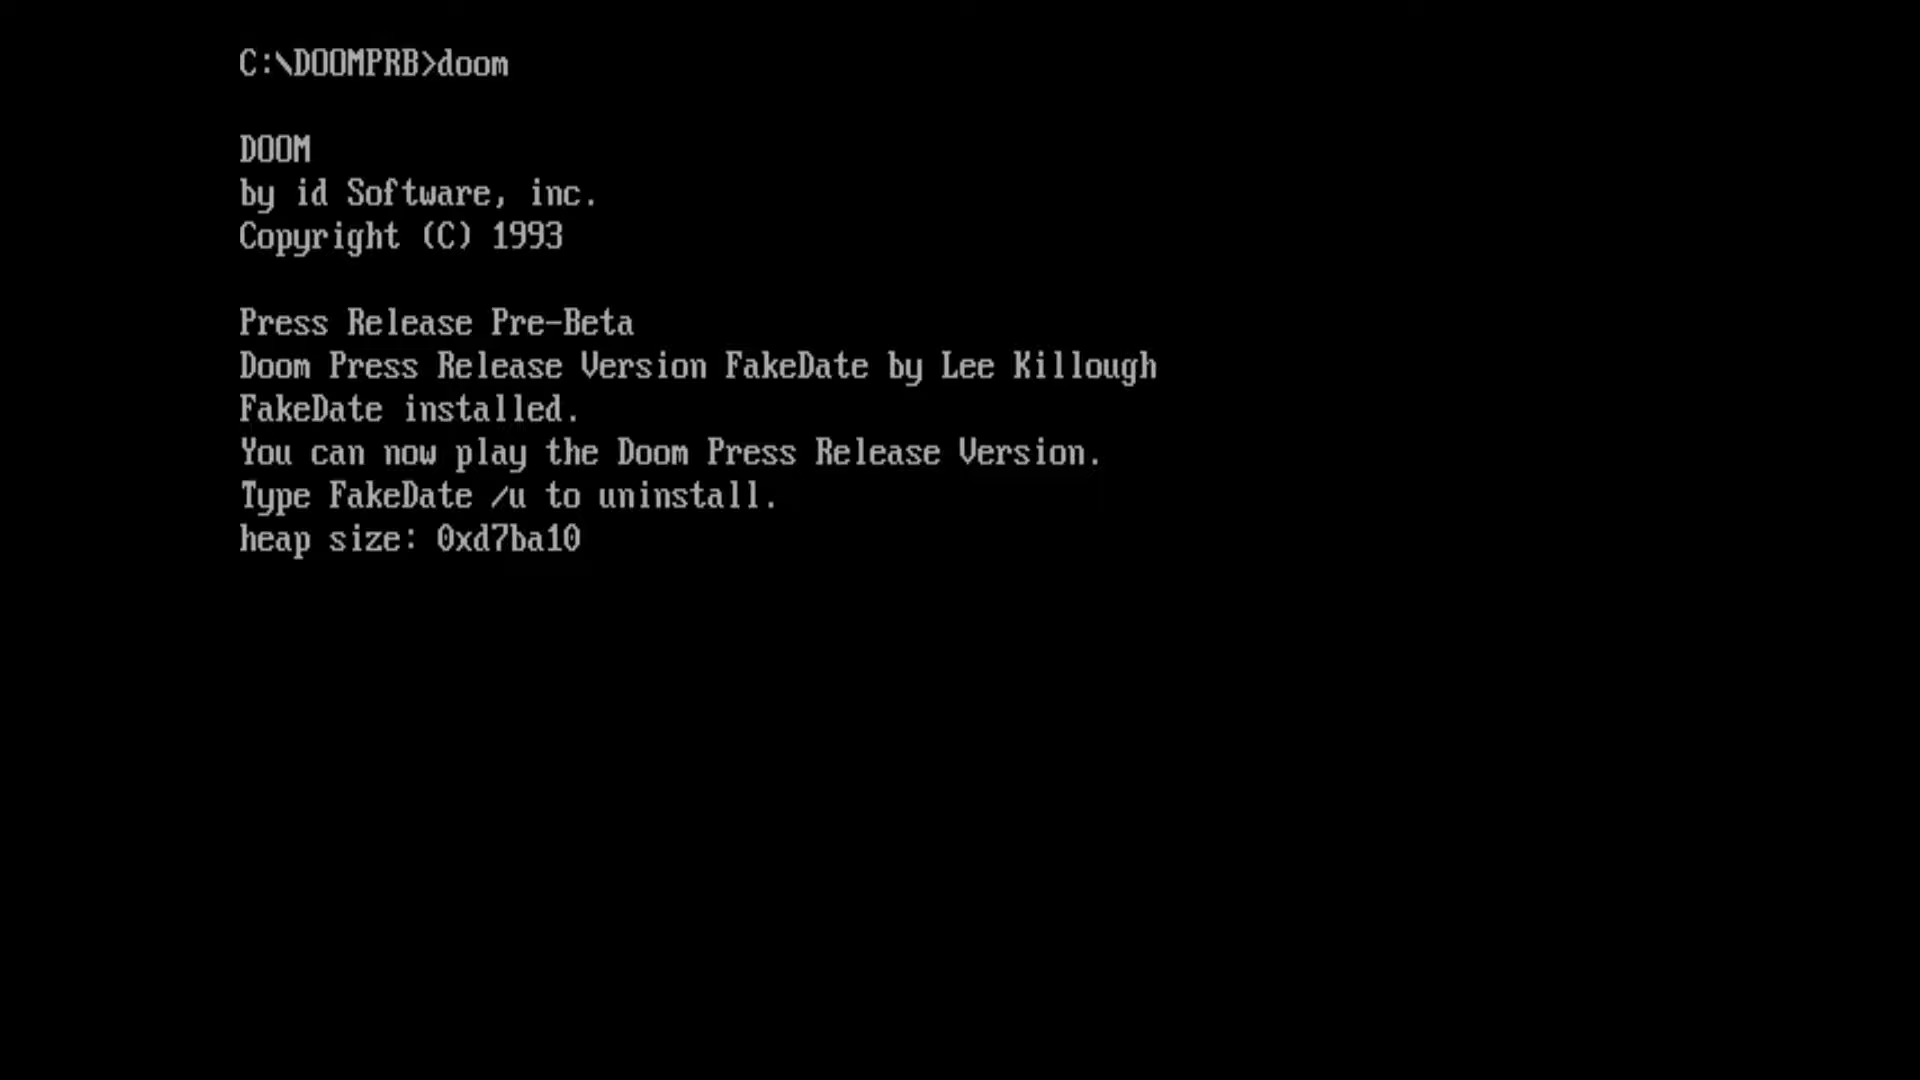 C:\DOOMPRB>doom
DOOM
by id Software, inc.
Copyright (C) 1993
Press Release Pre-Beta
Doom Press Release Version FakeDate by Lee Killough
FakeDate installed.
You can now play the Doom Press Release Version.
Type FakeDate /u to uninstall.
heap size: 0xd7ba10